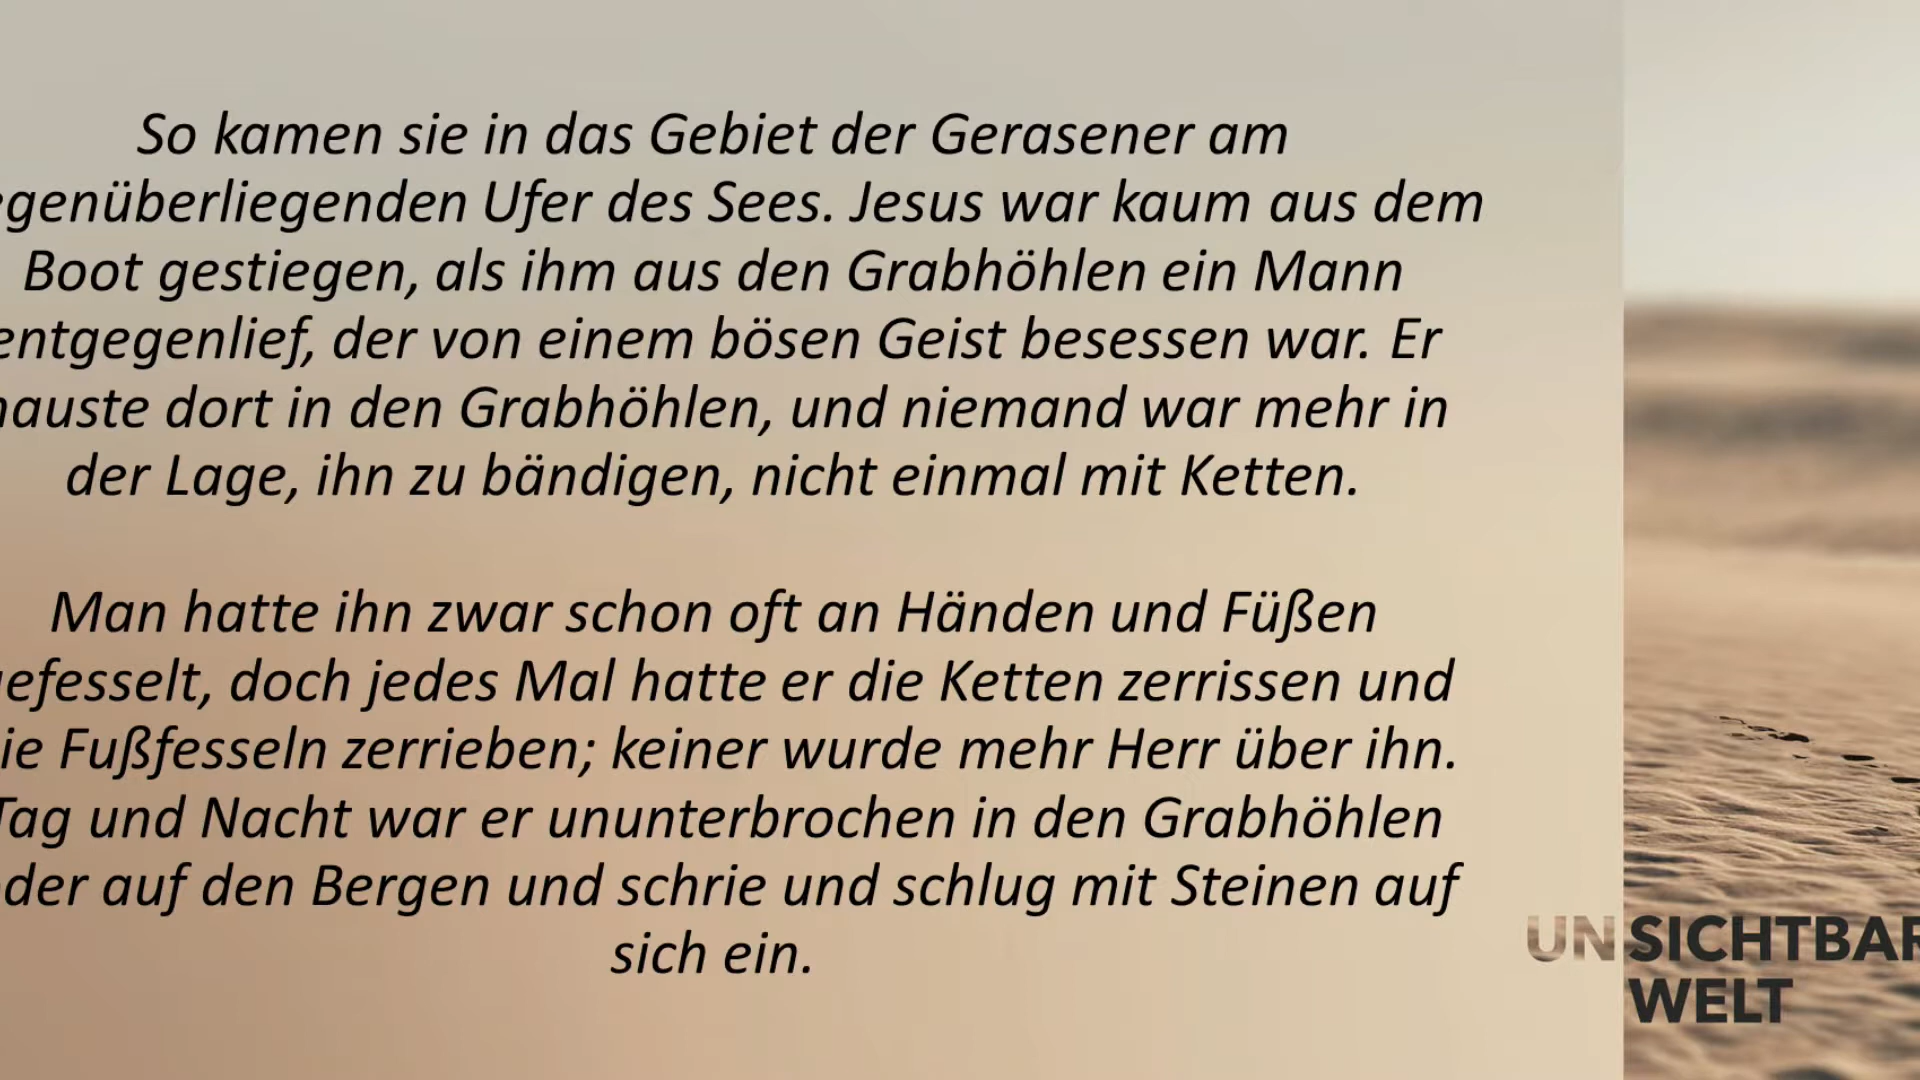 So kamen sie in das Gebiet der Gerasener am
egenüberliegenden Ufer des Sees. Jesus war kaum aus dem
Boot gestiegen, als ihm aus den Grabhöhlen ein Mann
entgegenlief, der von einem bösen Geist besessen war. Er
hauste dort in den Grabhöhlen, und niemand war mehr in
der Lage, ihn zu bändigen, nicht einmal mit Ketten.
Man hatte ihn zwar schon oft an Händen und Füßen
gefesselt, doch jedes Mal hatte er die Ketten zerrissen und
ie Fußfesseln zerrieben; keiner wurde mehr Herr über ihn.
Tag und Nacht war er ununterbrochen in den Grabhöhlen
oder auf den Bergen und schrie und schlug mit Steinen auf
sich ein.
UNSICHTBAR
WELT